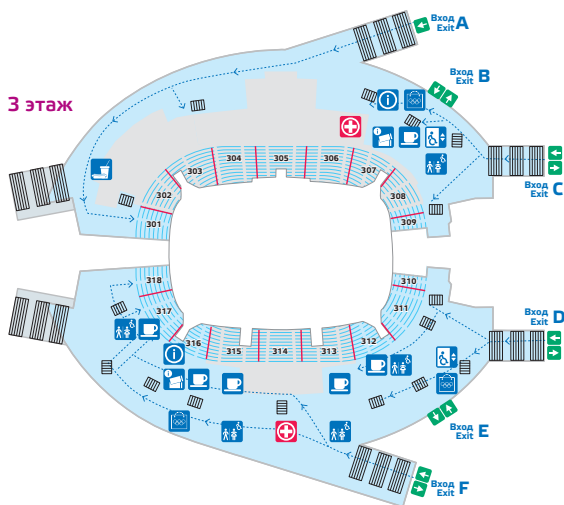 Вход
Exit A
Вход
Exit B
3 этаж
304 305 306
303 307
302 308
301 309
Вход
Exit C
318 310
317 311
316 315 314 313 312
Вход
Exit D
Вход
Exit E
Вход
Exit F